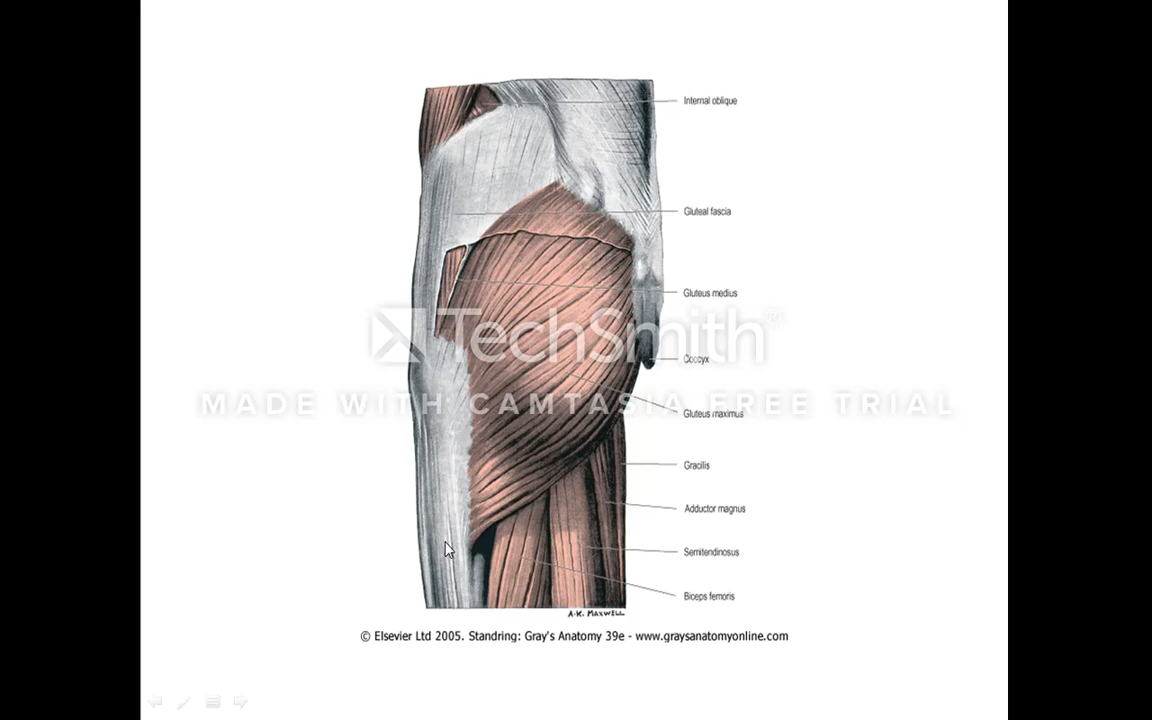 Internal oblique
Gluteal fascia
Gluteus medius
TechSmith®
Coccyx
MADE WITH CAMTASIA FREE TRIAL
Gluteus maximus
Gracilis
Adductor magnus
Semitendinosus
Biceps femoris
A.K. MAXWELL
© Elsevier Ltd 2005. Standring: Gray's Anatomy 39e - www.graysanatomyonline.com